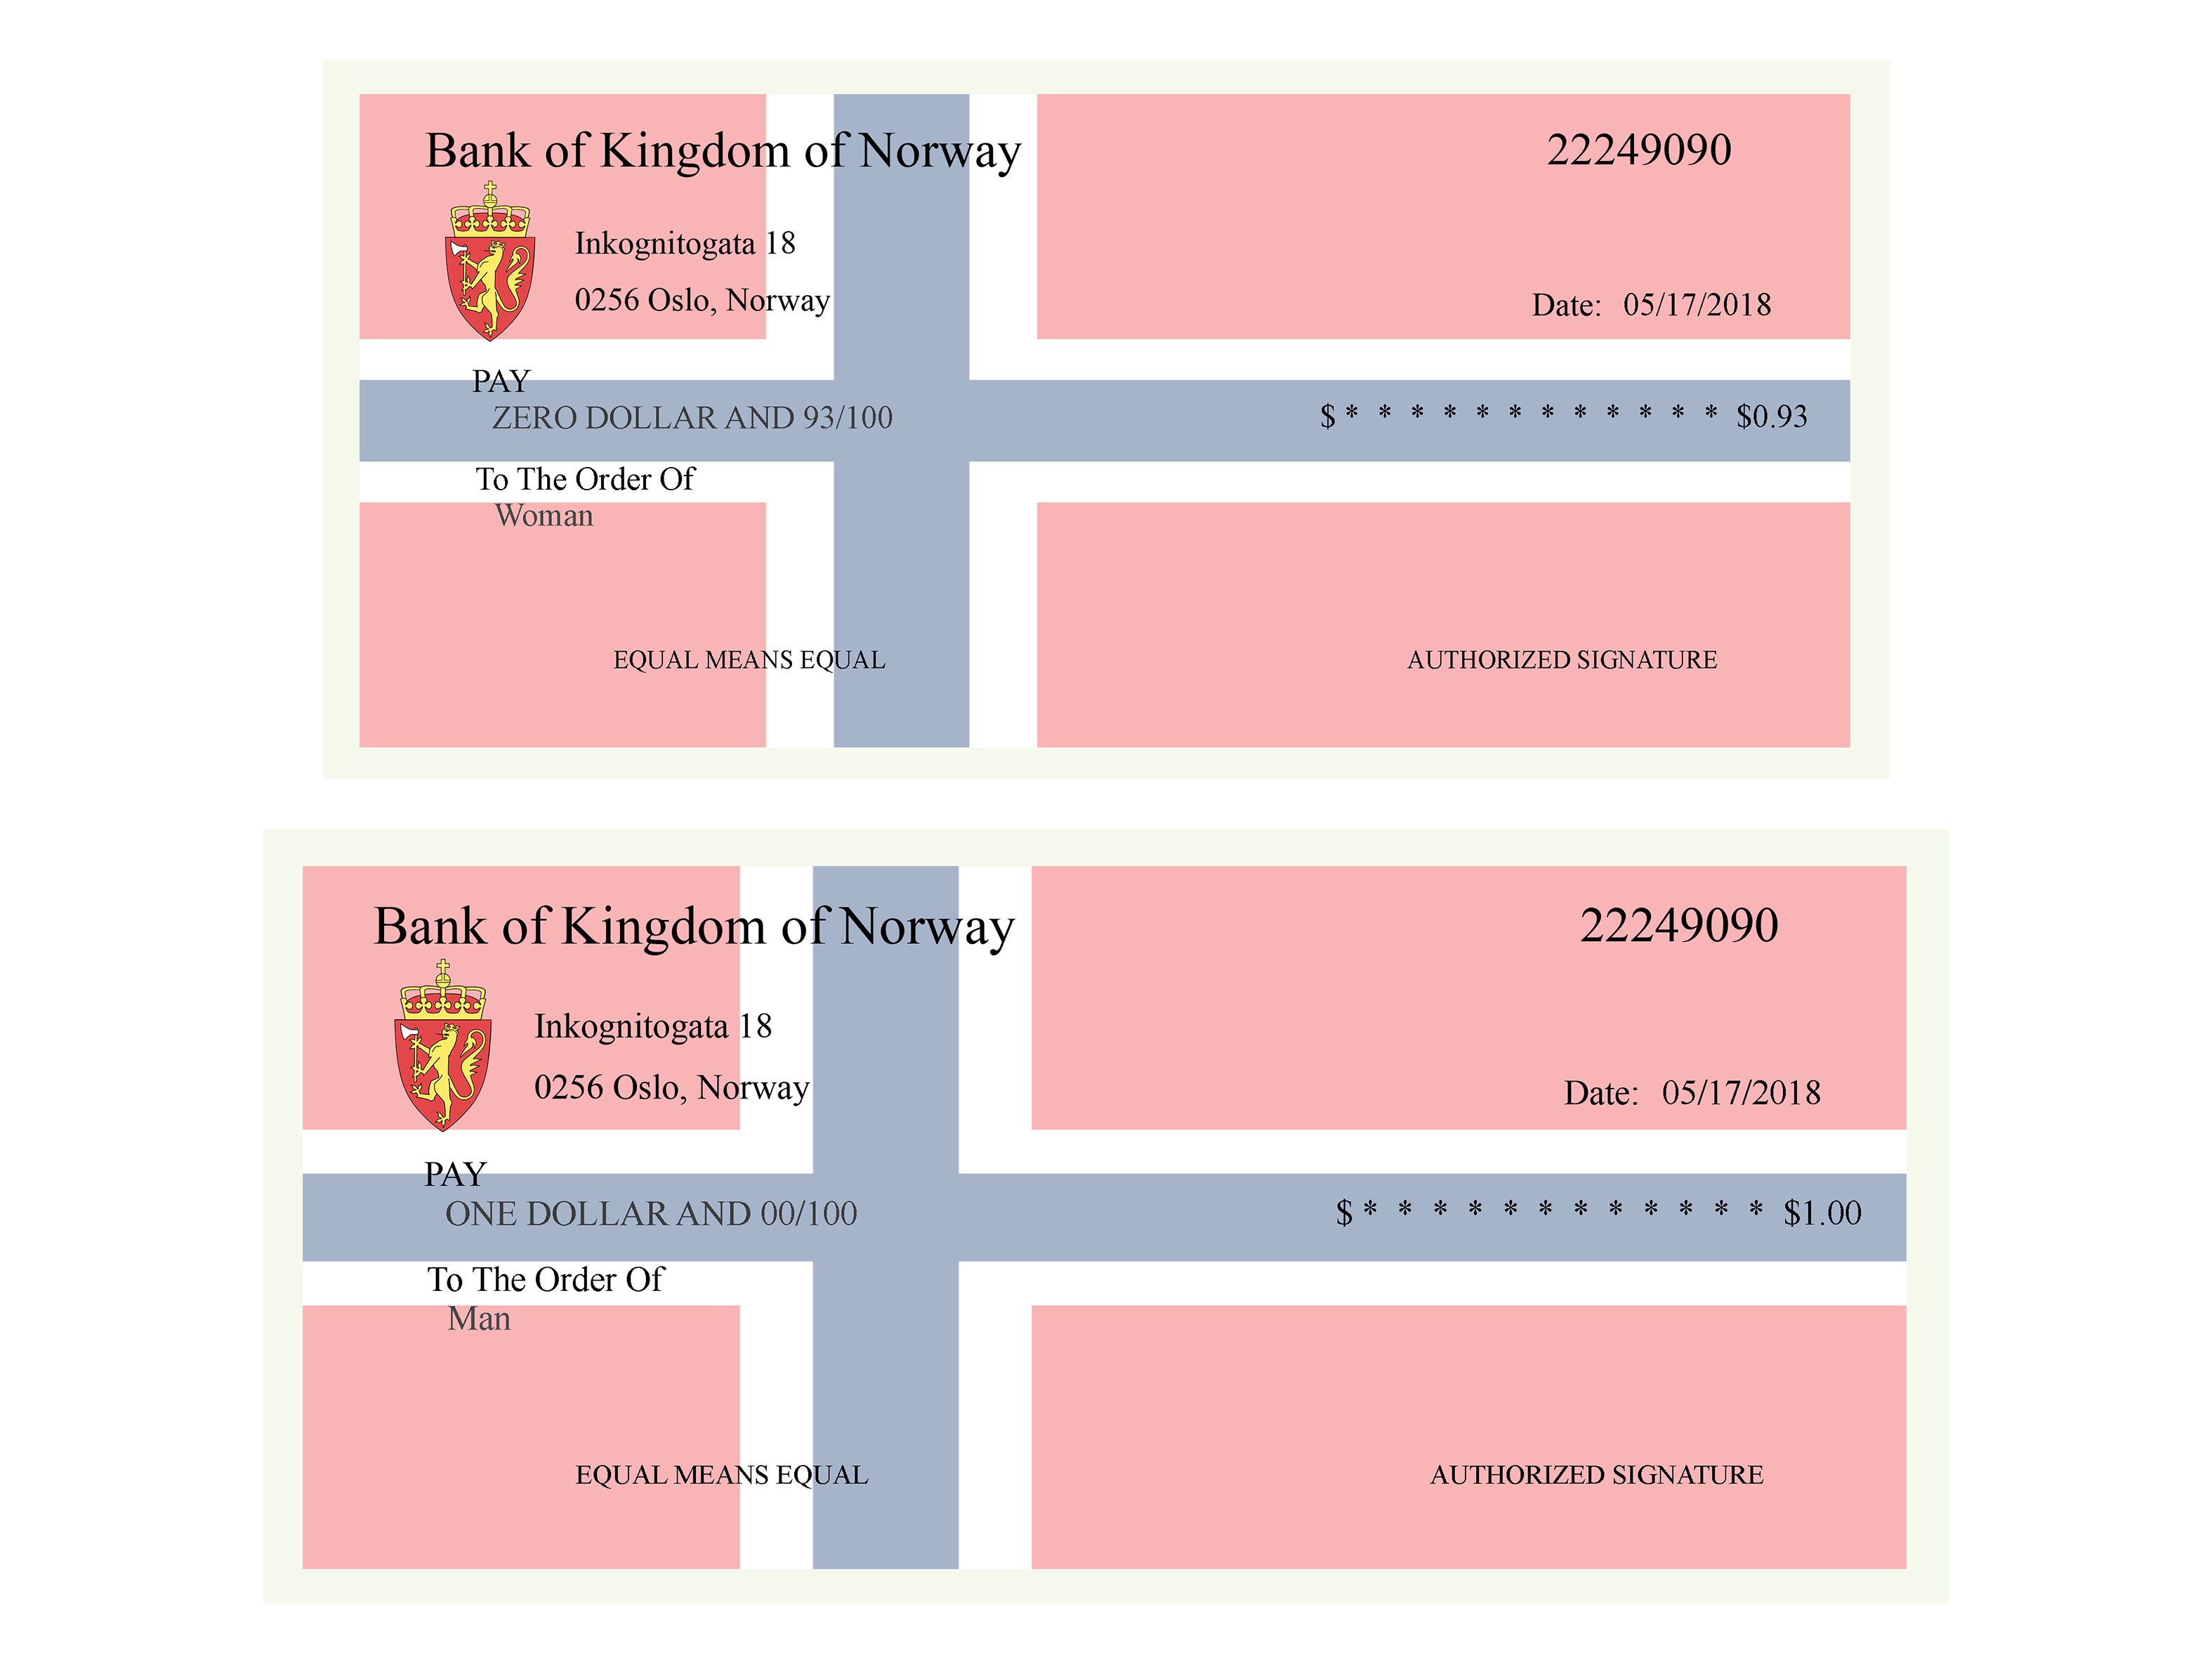 Bank of Kingdom of Norway 22249090
Inkognitogata 18
0256 Oslo, Norway Date: 05/17/2018
PAY
ZERO DOLLAR AND 93/100 $ * * * * * * * * * * * * $0.93
To The Order Of
Woman
EQUAL MEANS EQUAL AUTHORIZED SIGNATURE
Bank of Kingdom of Norway 22249090
Inkognitogata 18
0256 Oslo, Norway Date: 05/17/2018
PAY
ONE DOLLAR AND 00/100 $ * * * * * * * * * * * * $1.00
To The Order Of
Man
EQUAL MEANS EQUAL AUTHORIZED SIGNATURE